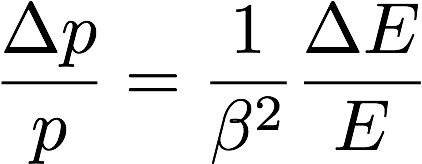 Δp/p = 1/β² ΔE/E